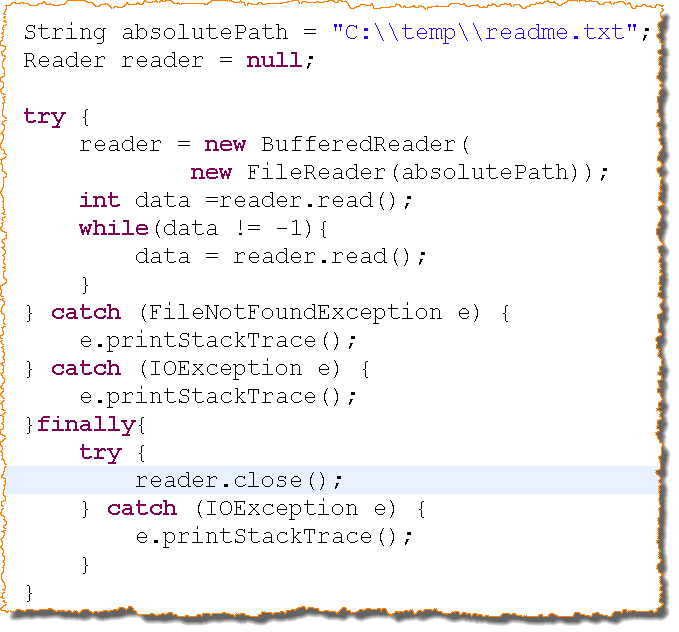 String absolutePath = "C:\\temp\\readme.txt";
Reader reader = null;

try {
    reader = new BufferedReader(
            new FileReader(absolutePath));
    int data =reader.read();
    while(data != -1){
        data = reader.read();
    }
} catch (FileNotFoundException e) {
    e.printStackTrace();
} catch (IOException e) {
    e.printStackTrace();
}finally{
    try {
        reader.close();
    } catch (IOException e) {
        e.printStackTrace();
    }
}